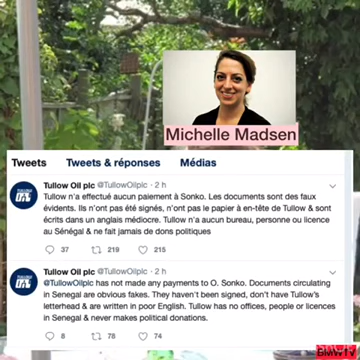 Michelle Madsen
Tweets Tweets & réponses Médias
Tullow Oil plc @TullowOilplc · 2 h
Tullow n'a effectué aucun paiement à Sonko. Les documents sont des faux
évidents. Ils n'ont pas été signés, n'ont pas le papier à en-tête de Tullow & sont
écrits dans un anglais médiocre. Tullow n'a aucun bureau, personne ou licence
au Sénégal & ne fait jamais de dons politiques
37 219 215
Tullow Oil plc @TullowOilplc · 2 h
@TullowOilplc has not made any payments to O. Sonko. Documents circulating
in Senegal are obvious fakes. They haven't been signed, don't have Tullow's
letterhead & are written in poor English. Tullow has no offices, people or licences
in Senegal & never makes political donations.
8 78 74